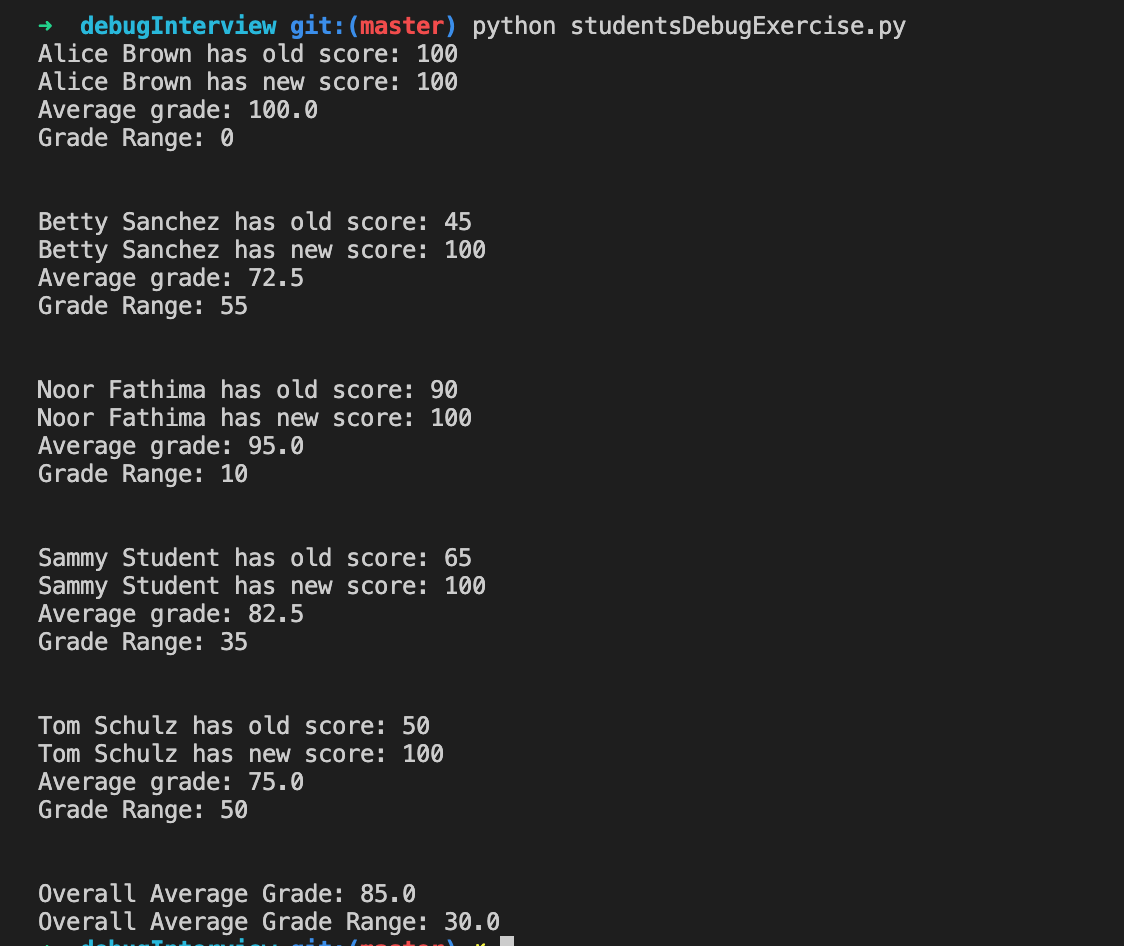 ➜ debugInterview git:(master) python studentsDebugExercise.py
Alice Brown has old score: 100
Alice Brown has new score: 100
Average grade: 100.0
Grade Range: 0
Betty Sanchez has old score: 45
Betty Sanchez has new score: 100
Average grade: 72.5
Grade Range: 55
Noor Fathima has old score: 90
Noor Fathima has new score: 100
Average grade: 95.0
Grade Range: 10
Sammy Student has old score: 65
Sammy Student has new score: 100
Average grade: 82.5
Grade Range: 35
Tom Schulz has old score: 50
Tom Schulz has new score: 100
Average grade: 75.0
Grade Range: 50
Overall Average Grade: 85.0
Overall Average Grade Range: 30.0
➜ debugInterview git:(master) ✗